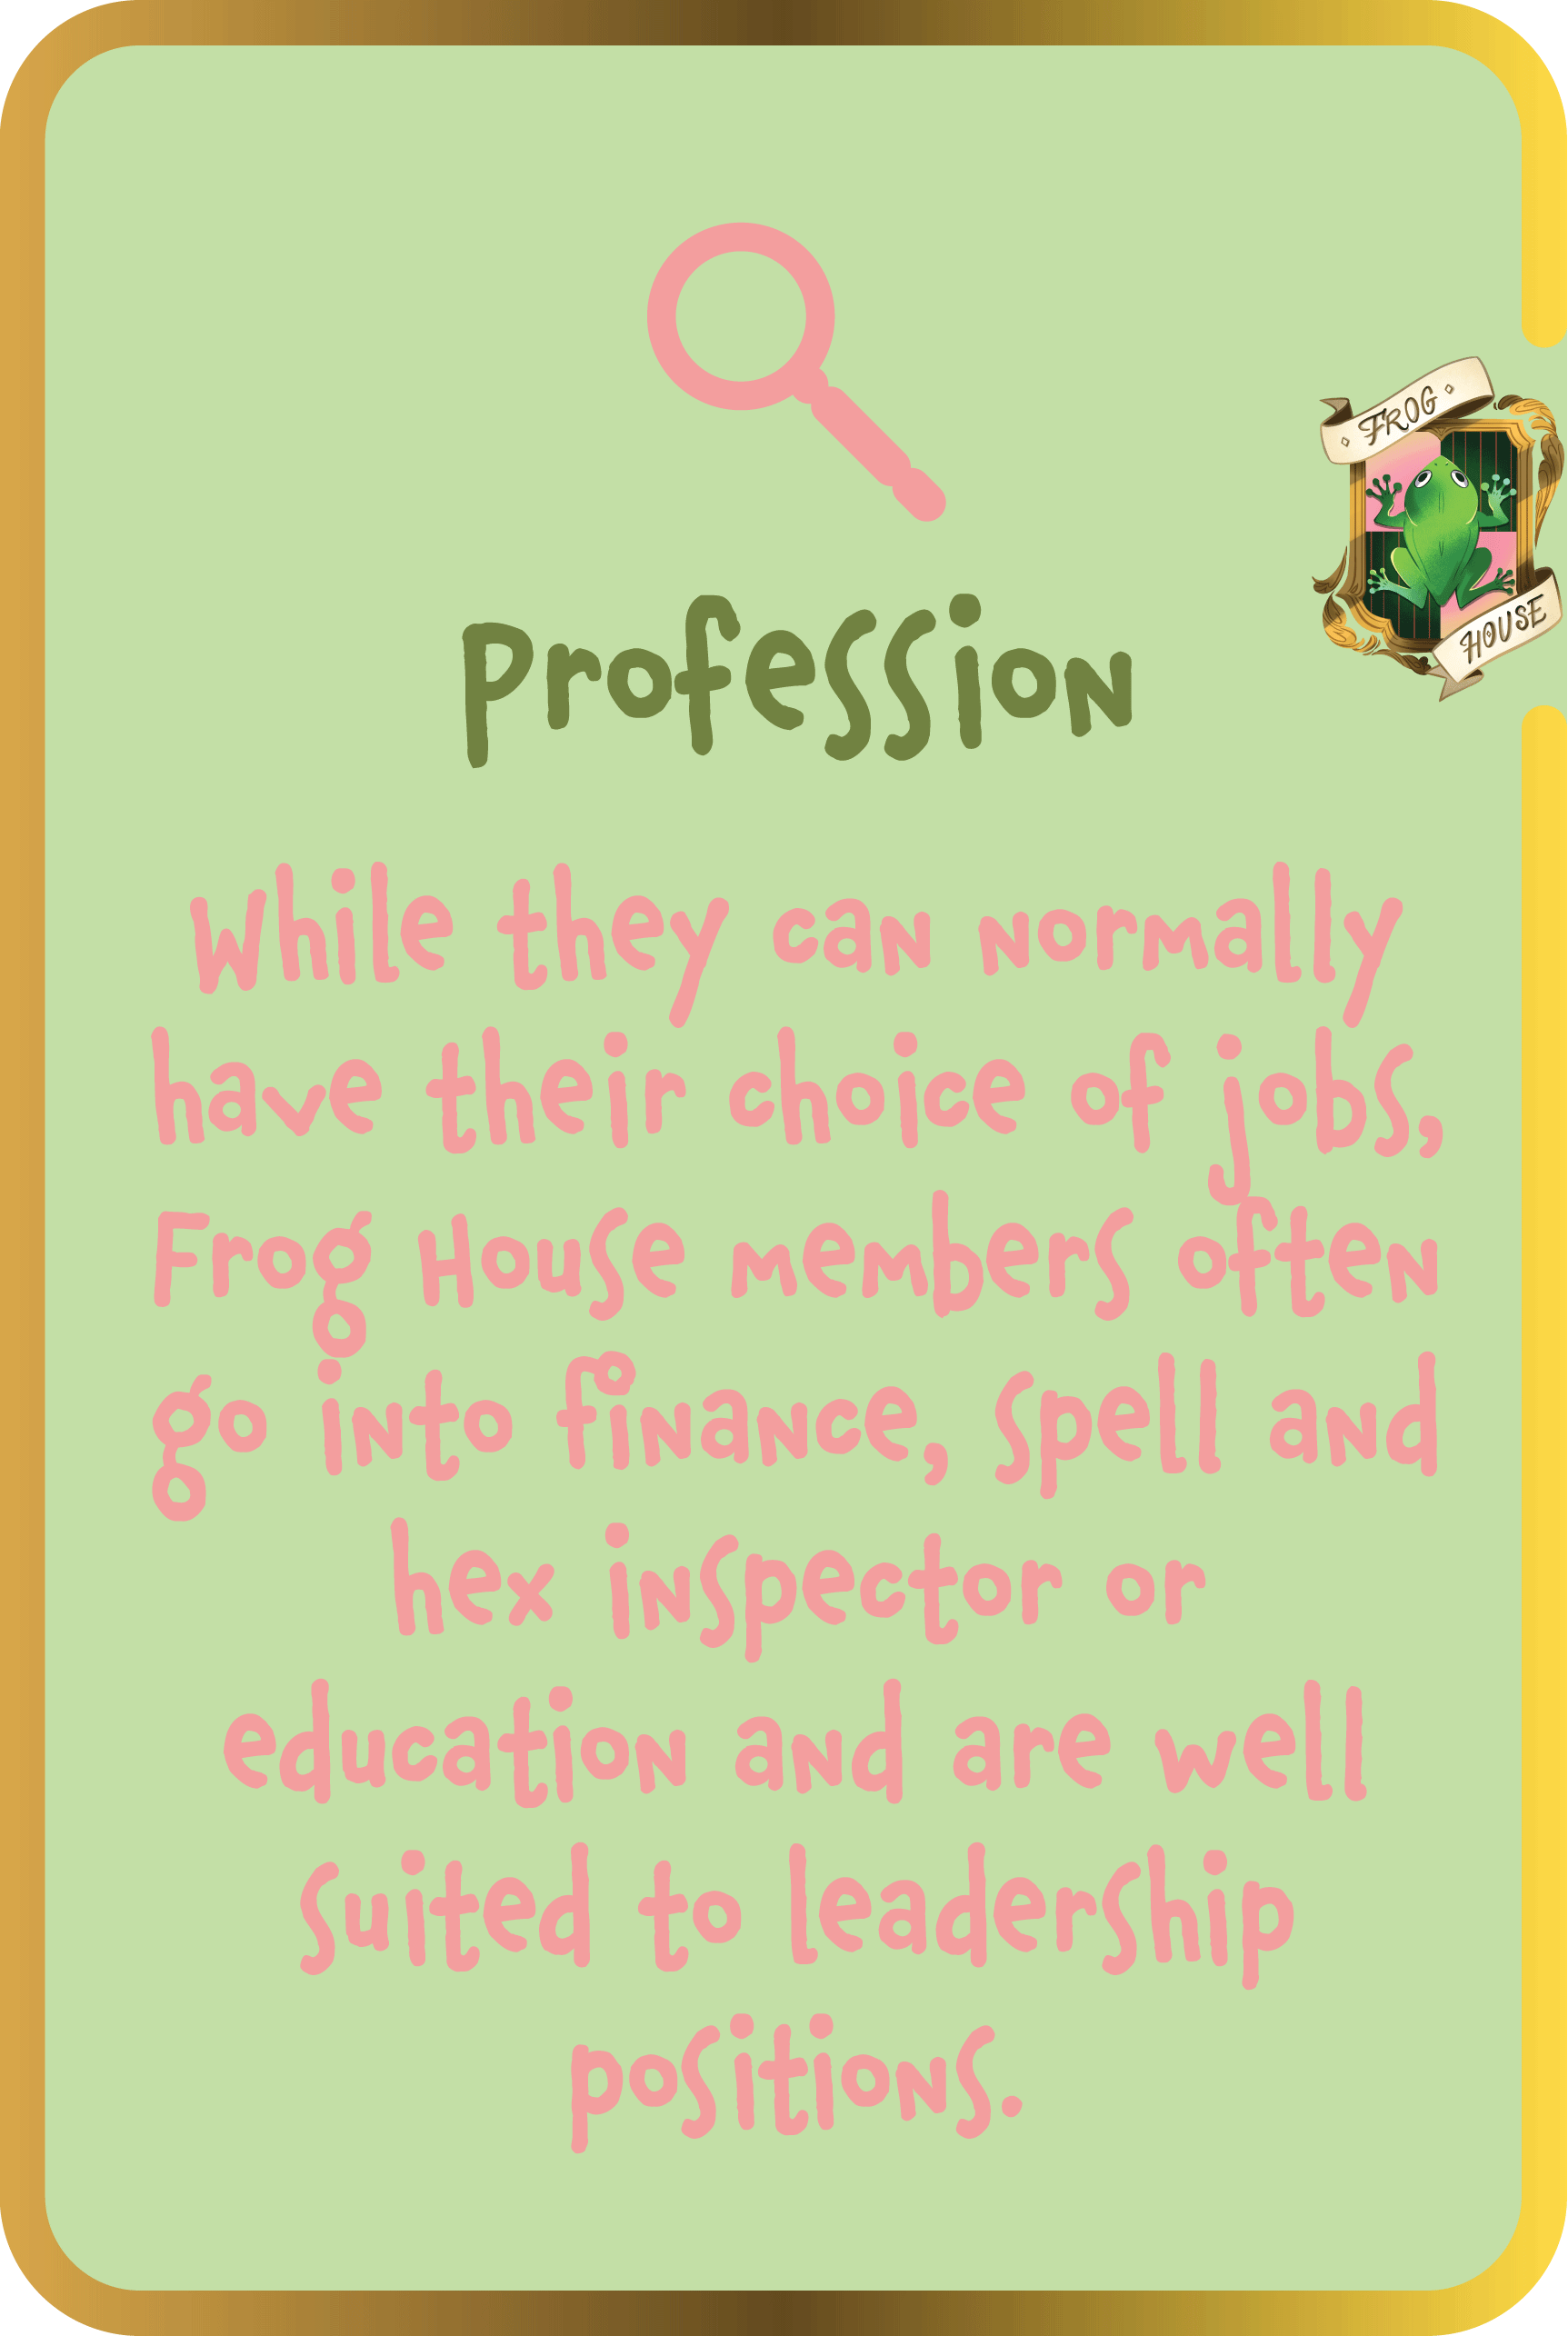 FROG
HOUSE
Profession
While they can normally
have their choice of jobs,
Frog House members often
go into finance, spell and
hex inspector or
education and are well
suited to leadership
positions.